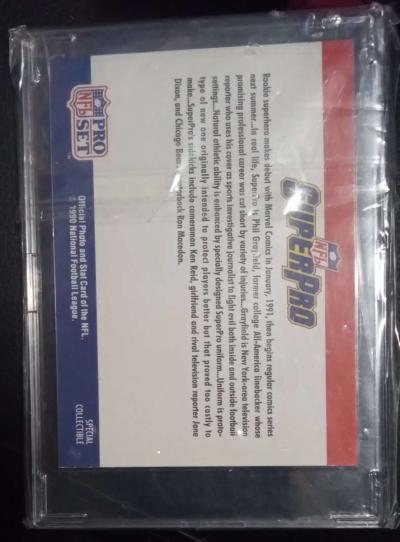 NFL
SUPERPRO
Rookie superhero makes debut with Marvel Comics in January, 1991, then begins regular comics series
next summer...In real life, SuperPro is Phil Grayfield, former college All-America linebacker whose
promising professional career was cut short by variety of injuries...Grayfield is New York-area television
reporter who uses his cover as sports investigative journalist to fight evil both inside and outside football
settings...Natural athletic ability is enhanced by specially designed SuperPro uniform...Uniform is proto-
type of new one originally intended to protect players better but that proved too costly to
make...SuperPro's sidekicks include cameraman Ken Reid, girlfriend and rival television reporter Jane
Dixon, and Chicago Bears Ron Macedon.
PRO
NFL
SET
Official Photo and Stat Card of the NFL.
© 1990 National Football League.
SPECIAL
COLLECTIBLE